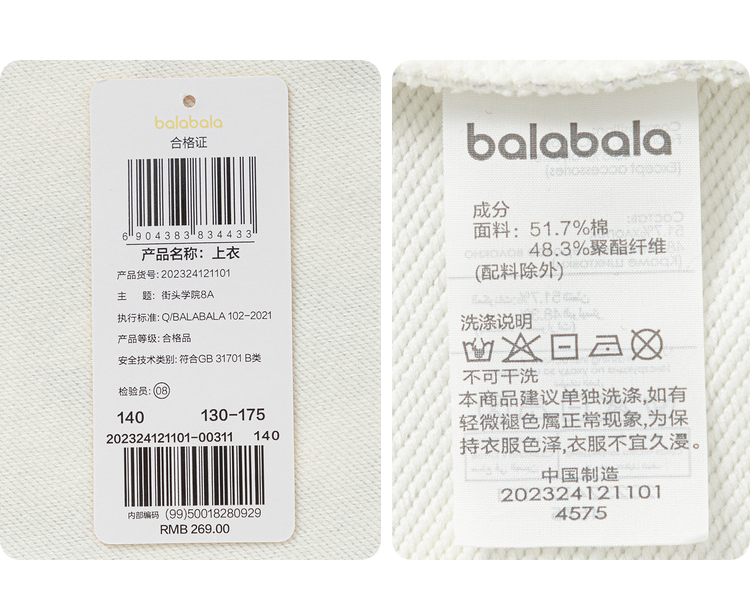 balabala
合格证
6 904383 834433
产品名称：上衣
产品货号: 202324121101
主　题: 街头学院8A
执行标准: Q/BALABALA 102-2021
产品等级: 合格品
安全技术类别: 符合GB 31701 B类
检验员: 08
140 130-175
202324121101-00311 140
内部编码 (99)50018280929
RMB 269.00
balabala
成分
面料: 51.7%棉
48.3%聚酯纤维
(配料除外)
洗涤说明
不可干洗
本商品建议单独洗涤,如有
轻微褪色属正常现象,为保
持衣服色泽,衣服不宜久浸。
中国制造
202324121101
4575